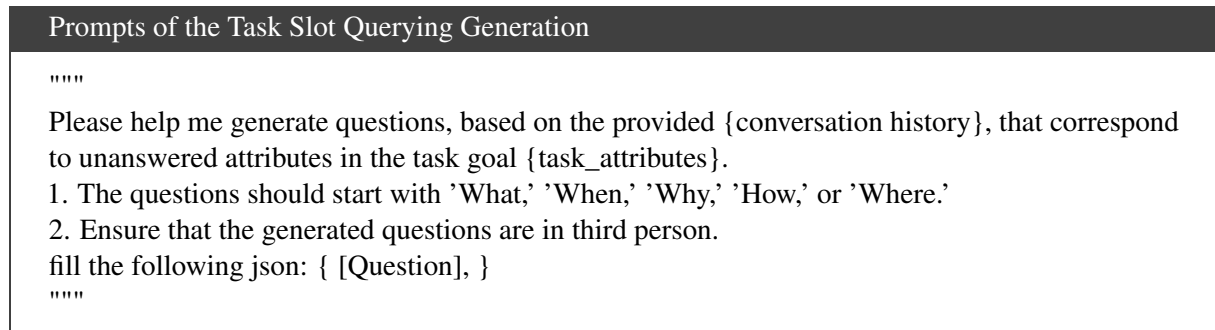 Prompts of the Task Slot Querying Generation
"""
Please help me generate questions, based on the provided {conversation history}, that correspond
to unanswered attributes in the task goal {task_attributes}.
1. The questions should start with ’What,’ ’When,’ ’Why,’ ’How,’ or ’Where.’
2. Ensure that the generated questions are in third person.
fill the following json: { [Question], }
"""